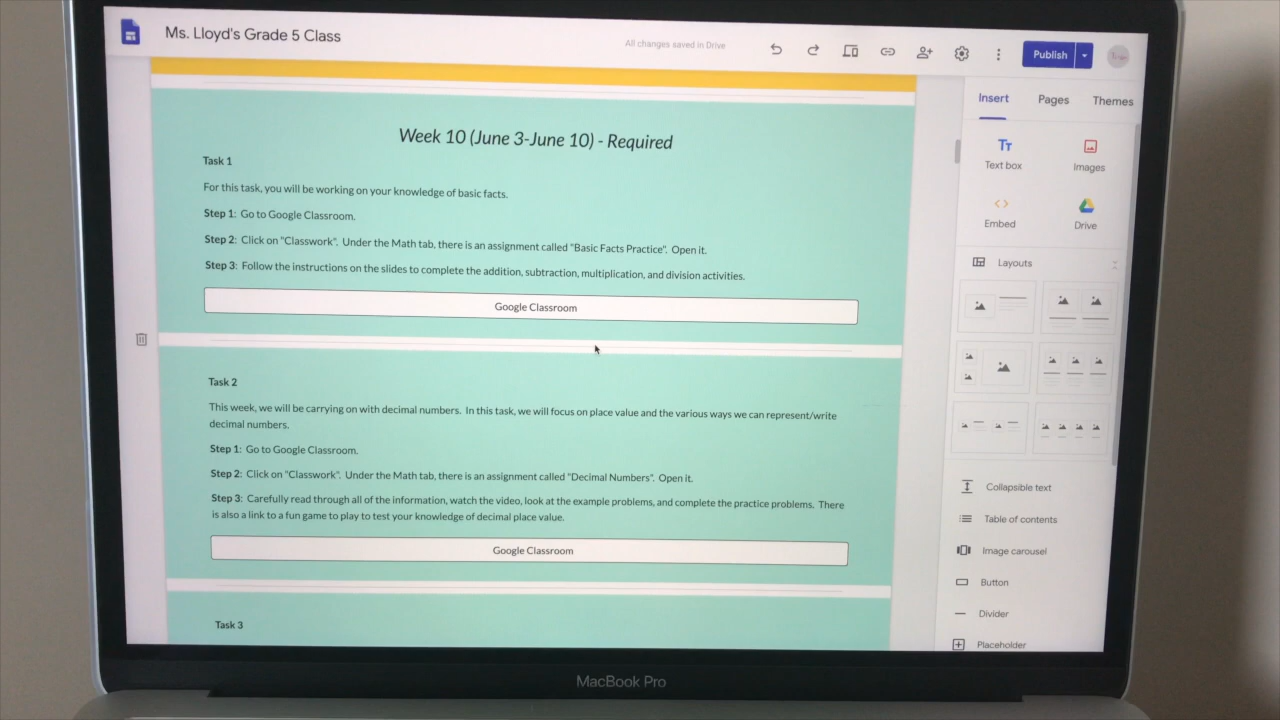 Ms. Lloyd's Grade 5 Class
All changes saved in Drive
Publish
Insert
Pages
Themes
Text box
Images
Embed
Drive
Layouts
Collapsible text
Table of contents
Image carousel
Button
Divider
Placeholder
Week 10 (June 3-June 10) - Required
Task 1
For this task, you will be working on your knowledge of basic facts.
Step 1: Go to Google Classroom.
Step 2: Click on "Classwork". Under the Math tab, there is an assignment called "Basic Facts Practice". Open it.
Step 3: Follow the instructions on the slides to complete the addition, subtraction, multiplication, and division activities.
Google Classroom
Task 2
This week, we will be carrying on with decimal numbers. In this task, we will focus on place value and the various ways we can represent/write
decimal numbers.
Step 1: Go to Google Classroom.
Step 2: Click on "Classwork". Under the Math tab, there is an assignment called "Decimal Numbers". Open it.
Step 3: Carefully read through all of the information, watch the video, look at the example problems, and complete the practice problems. There
is also a link to a fun game to play to test your knowledge of decimal place value.
Google Classroom
Task 3
MacBook Pro